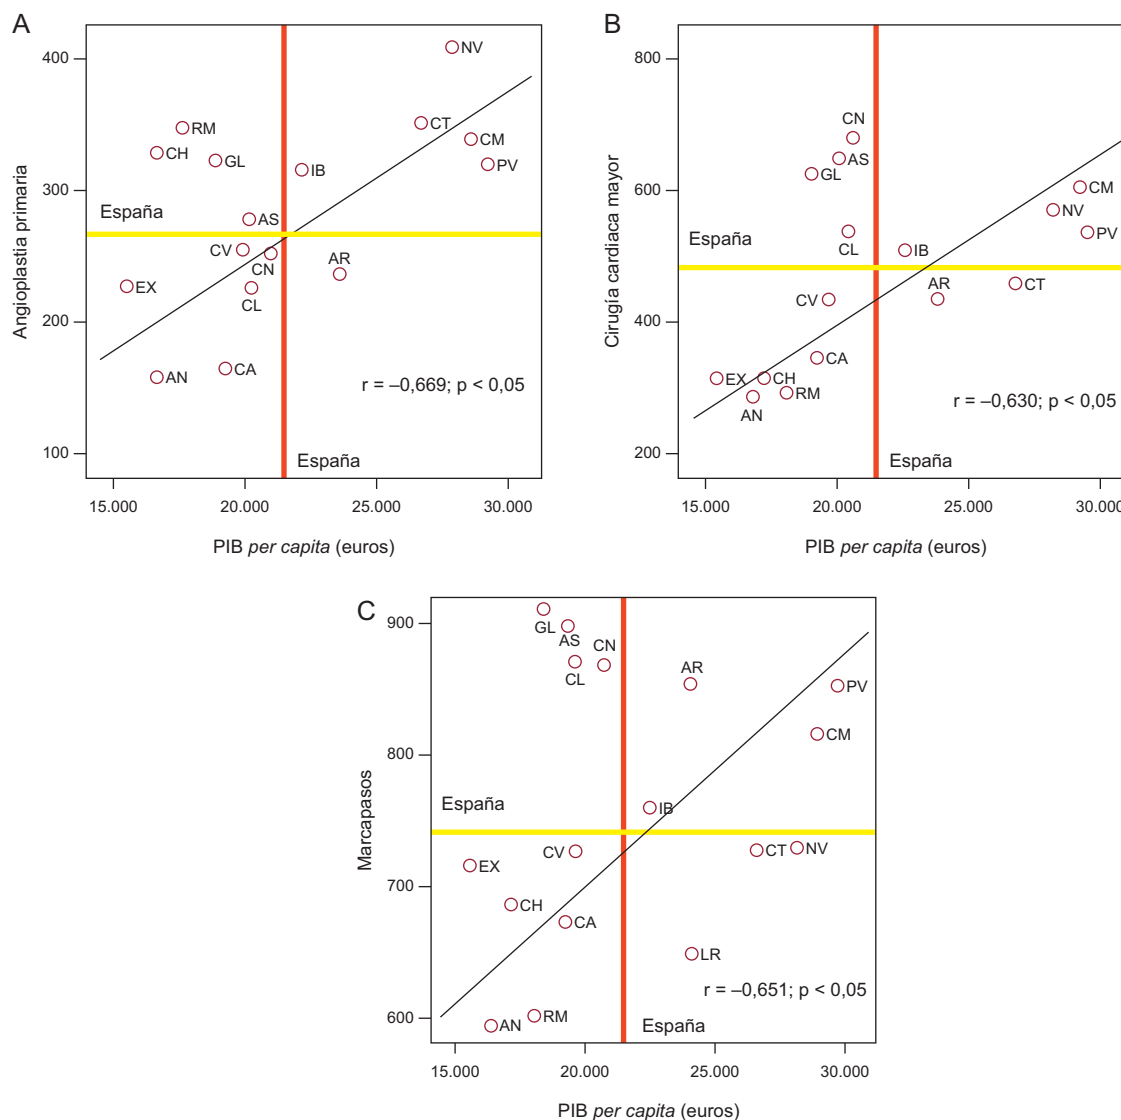 A
400
300
200
100
Angioplastia primaria
NV
RM
CT
CH
CM
GL
PV
IB
España
AS
CV
CN
AR
EX
CL
CA
AN
r = –0,669; p < 0,05
España
15.000 20.000 25.000 30.000
PIB per capita (euros)
B
800
600
400
200
Cirugía cardiaca mayor
CN
AS
GL
CM
NV
CL
PV
España
IB
CT
AR
CV
CA
EX
CH
RM
AN
r = –0,630; p < 0,05
España
15.000 20.000 25.000 30.000
PIB per capita (euros)
C
900
800
700
600
Marcapasos
GL
AS
CN
CL
AR
PV
CM
España
IB
CV
CT
NV
EX
CH
CA
LR
r = –0,651; p < 0,05
RM
AN
España
15.000 20.000 25.000 30.000
PIB per capita (euros)